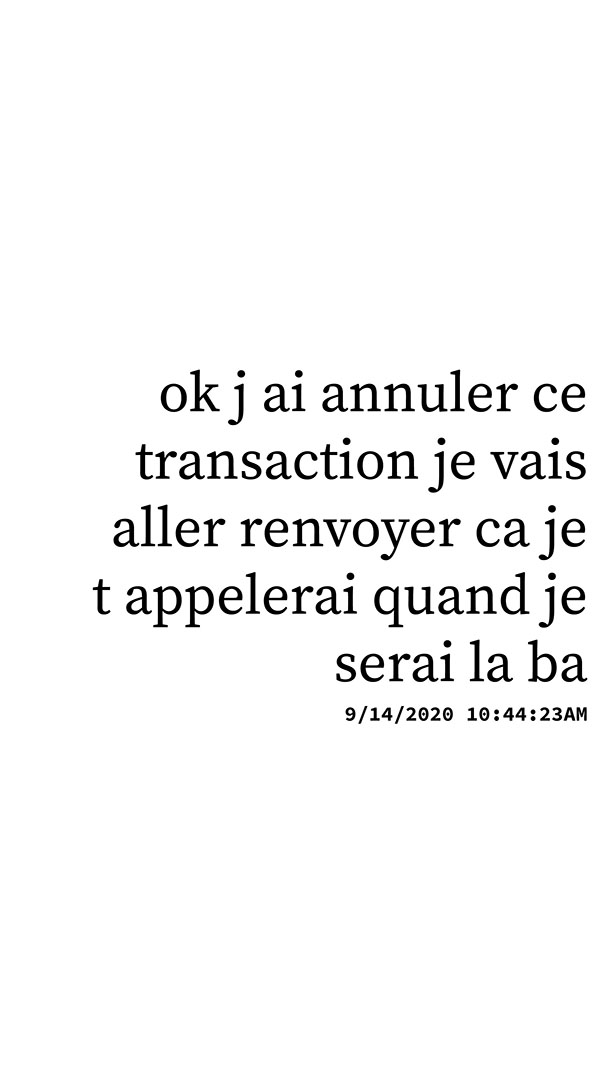 ok j ai annuler ce
transaction je vais
aller renvoyer ca je
t appelerai quand je
serai la ba
9/14/2020 10:44:23AM